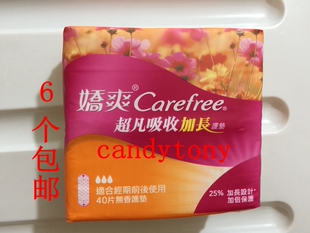 嬌爽 Carefree®
超凡吸收加長護墊
candytony
6个包邮
適合經期前後使用
40片無香護墊
25% 加長設計*
加倍保護